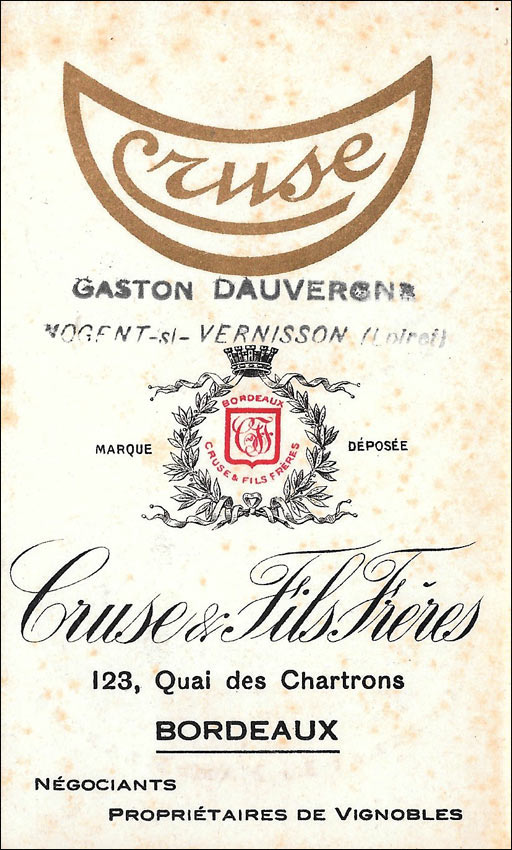 Cruse
GASTON DAUVERGNE
NOGENT-s/-VERNISSON (Loiret)
BORDEAUX
CFF
CRUSE & FILS FRÈRES
MARQUE DÉPOSÉE
Cruse & Fils Frères
123, Quai des Chartrons
BORDEAUX
NÉGOCIANTS
PROPRIÉTAIRES DE VIGNOBLES